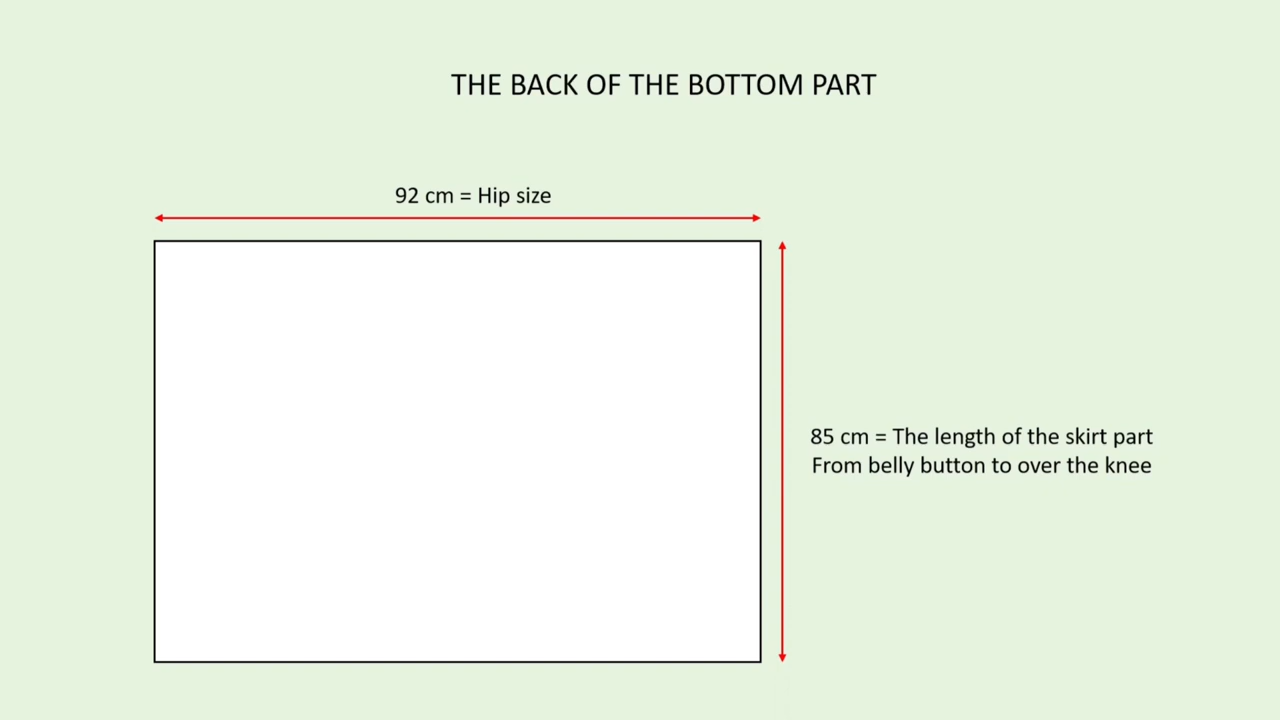 THE BACK OF THE BOTTOM PART
92 cm = Hip size
85 cm = The length of the skirt part
From belly button to over the knee